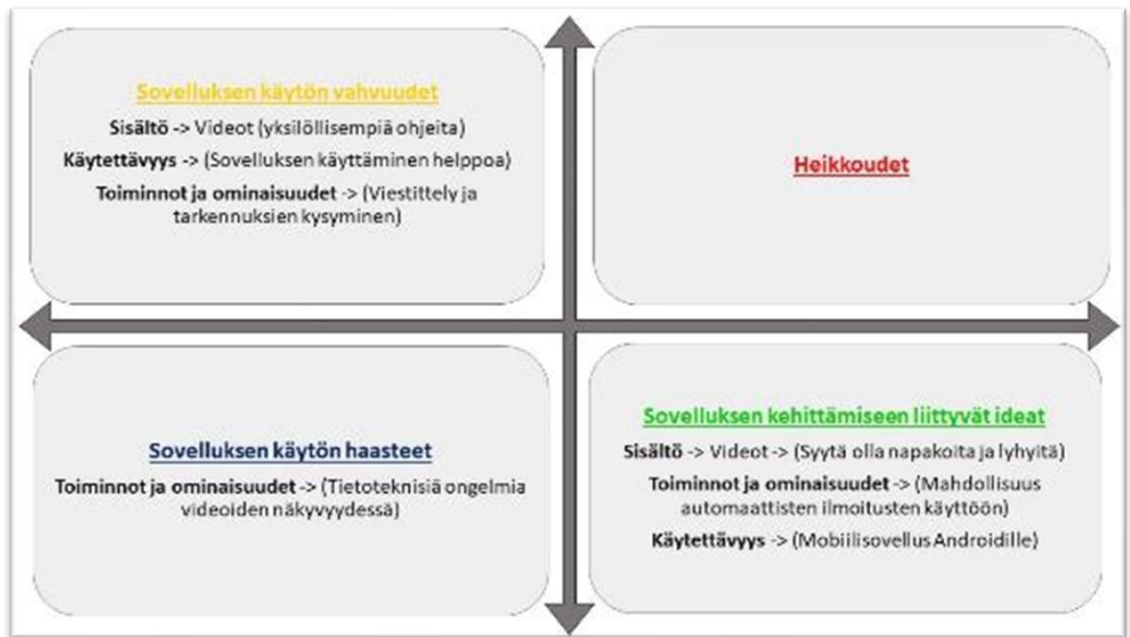 Sovelluksen käytön vahvuudet
Sisältö -> Videot (yksilöllisempiä ohjeita)
Käytettävyys -> (Sovelluksen käyttäminen helppoa)
Toiminnot ja ominaisuudet -> (Viestittely ja
tarkennuksien kysyminen)
Heikkoudet
Sovelluksen käytön haasteet
Toiminnot ja ominaisuudet -> (Tietoteknisiä ongelmia
videoiden näkyvyydessä)
Sovelluksen kehittämiseen liittyvät ideat
Sisältö -> Videot -> (Syytä olla napakoita ja lyhyitä)
Toiminnot ja ominaisuudet -> (Mahdollisuus
automaattisten ilmoitusten käyttöön)
Käytettävyys -> (Mobiilisovellus Androidille)